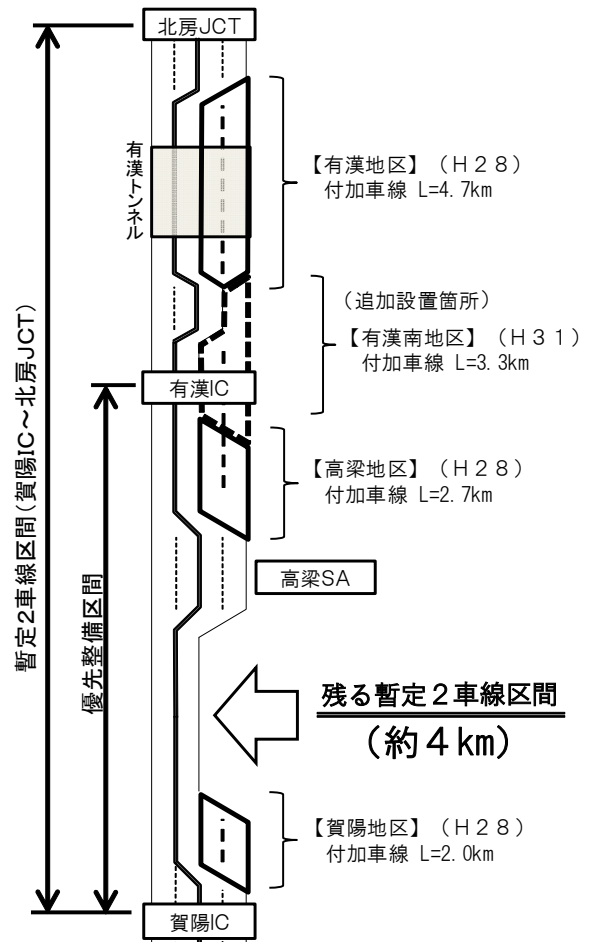 北房JCT
有漢トンネル
【有漢地区】（H28）
付加車線 L=4.7km
（追加設置箇所）
【有漢南地区】（H31）
付加車線 L=3.3km
有漢IC
【高梁地区】（H28）
付加車線 L=2.7km
高梁SA
暫定2車線区間(賀陽IC～北房JCT)
優先整備区間
残る暫定２車線区間
（約４km）
【賀陽地区】（H28）
付加車線 L=2.0km
賀陽IC